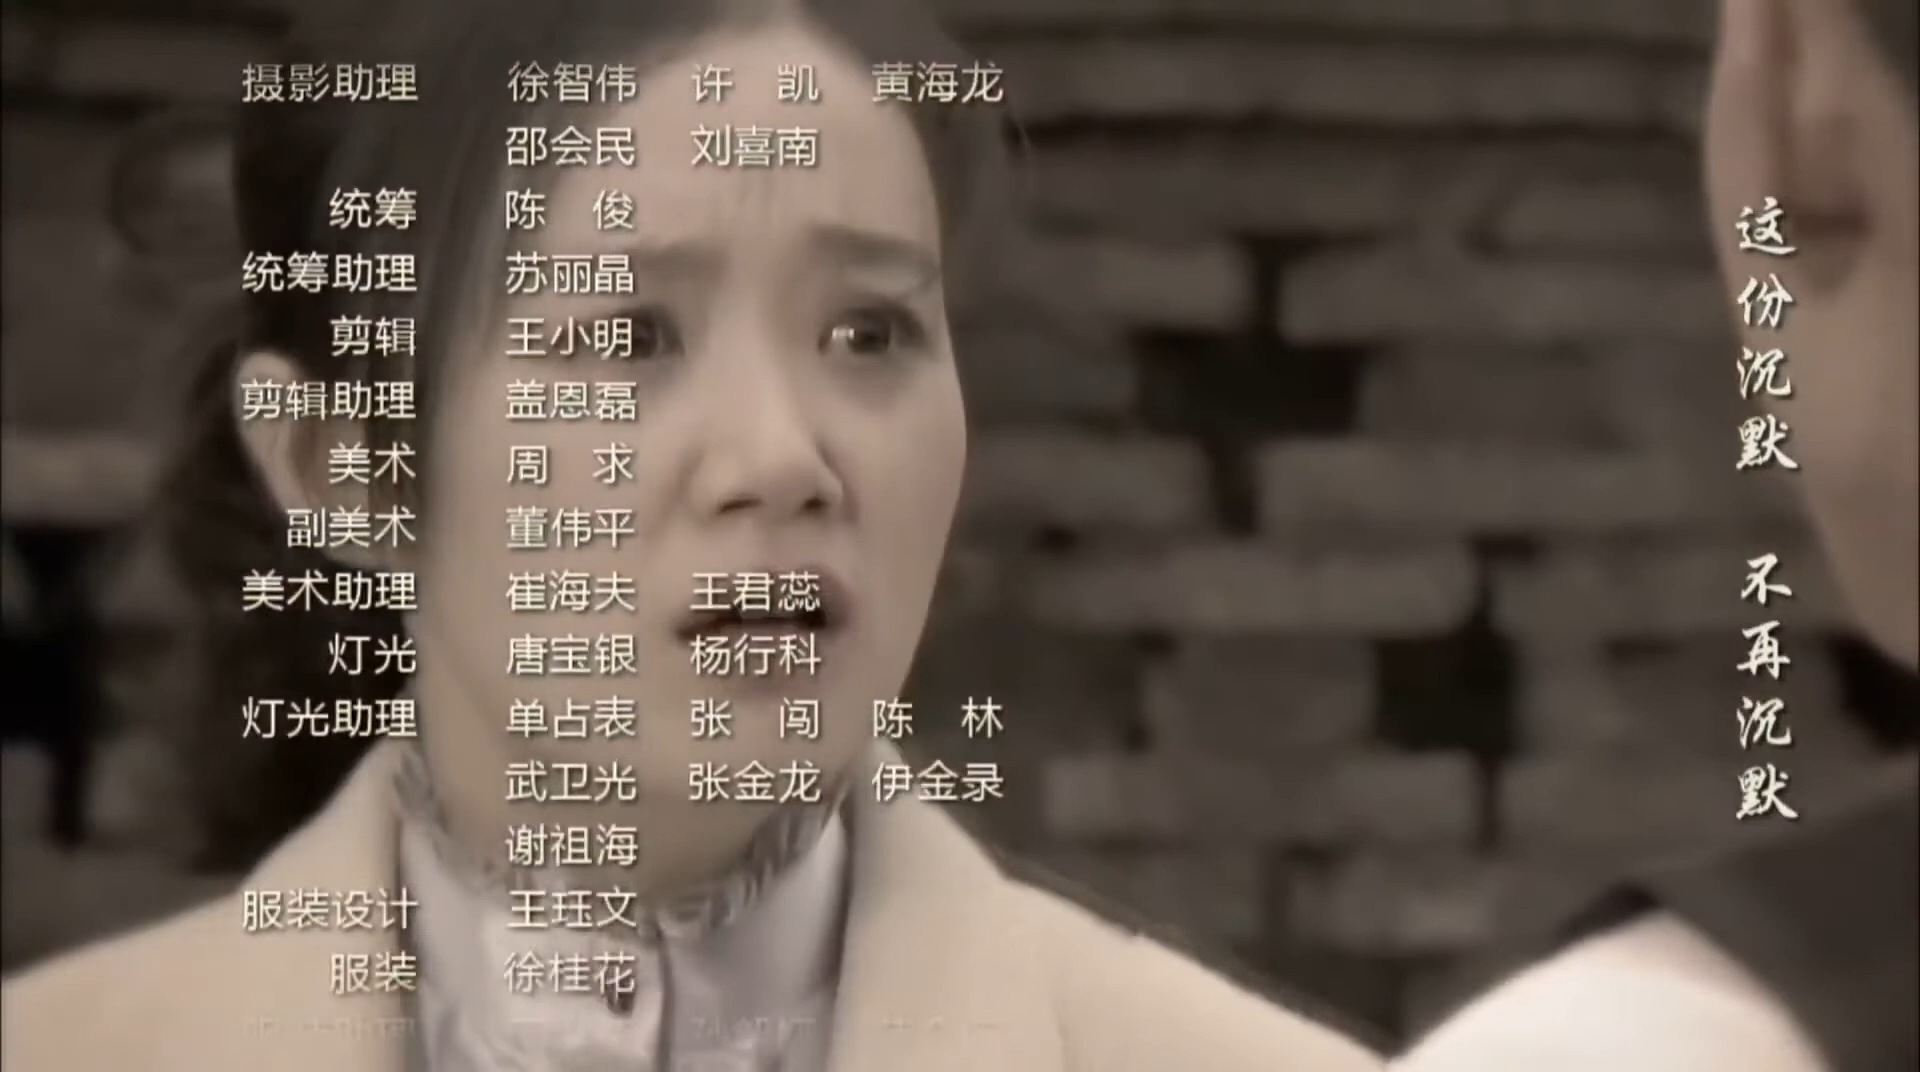 摄影助理 徐智伟 许凯 黄海龙
邵会民 刘喜南
统筹 陈俊
统筹助理 苏丽晶
剪辑 王小明
剪辑助理 盖恩磊
美术 周求
副美术 董伟平
美术助理 崔海夫 王君蕊
灯光 唐宝银 杨行科
灯光助理 单占表 张闯 陈林
武卫光 张金龙 伊金录
谢祖海
服装设计 王珏文
服装 徐桂花
这份沉默 不再沉默